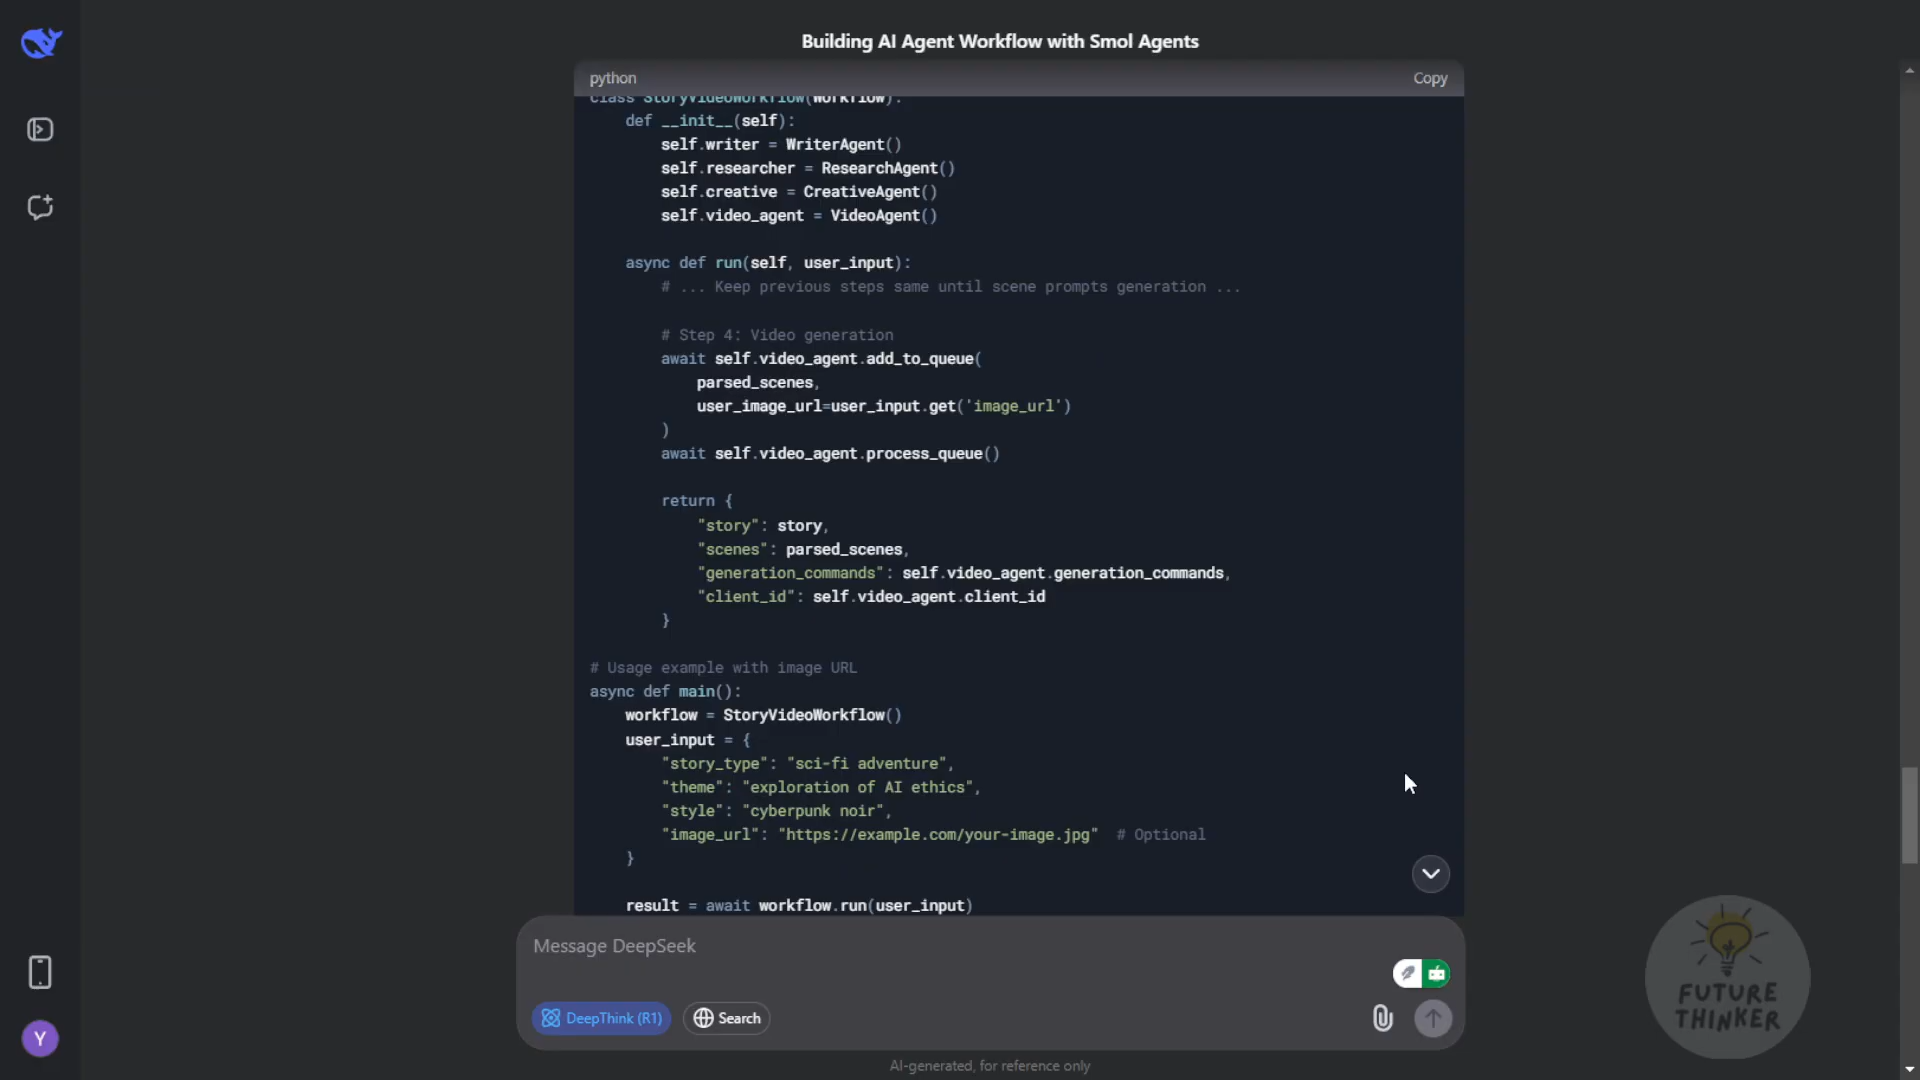 Building AI Agent Workflow with Smol Agents
python
Copy
class StoryVideoWorkflow(Workflow):
def __init__(self):
self.writer = WriterAgent()
self.researcher = ResearchAgent()
self.creative = CreativeAgent()
self.video_agent = VideoAgent()
async def run(self, user_input):
# ... Keep previous steps same until scene prompts generation ...
# Step 4: Video generation
await self.video_agent.add_to_queue(
parsed_scenes,
user_image_url=user_input.get('image_url')
)
await self.video_agent.process_queue()
return {
"story": story,
"scenes": parsed_scenes,
"generation_commands": self.video_agent.generation_commands,
"client_id": self.video_agent.client_id
}
# Usage example with image URL
async def main():
workflow = StoryVideoWorkflow()
user_input = {
"story_type": "sci-fi adventure",
"theme": "exploration of AI ethics",
"style": "cyberpunk noir",
"image_url": "https://example.com/your-image.jpg" # Optional
}
result = await workflow.run(user_input)
Message DeepSeek
DeepThink (R1)
Search
AI-generated, for reference only
Y
FUTURE
THINKER